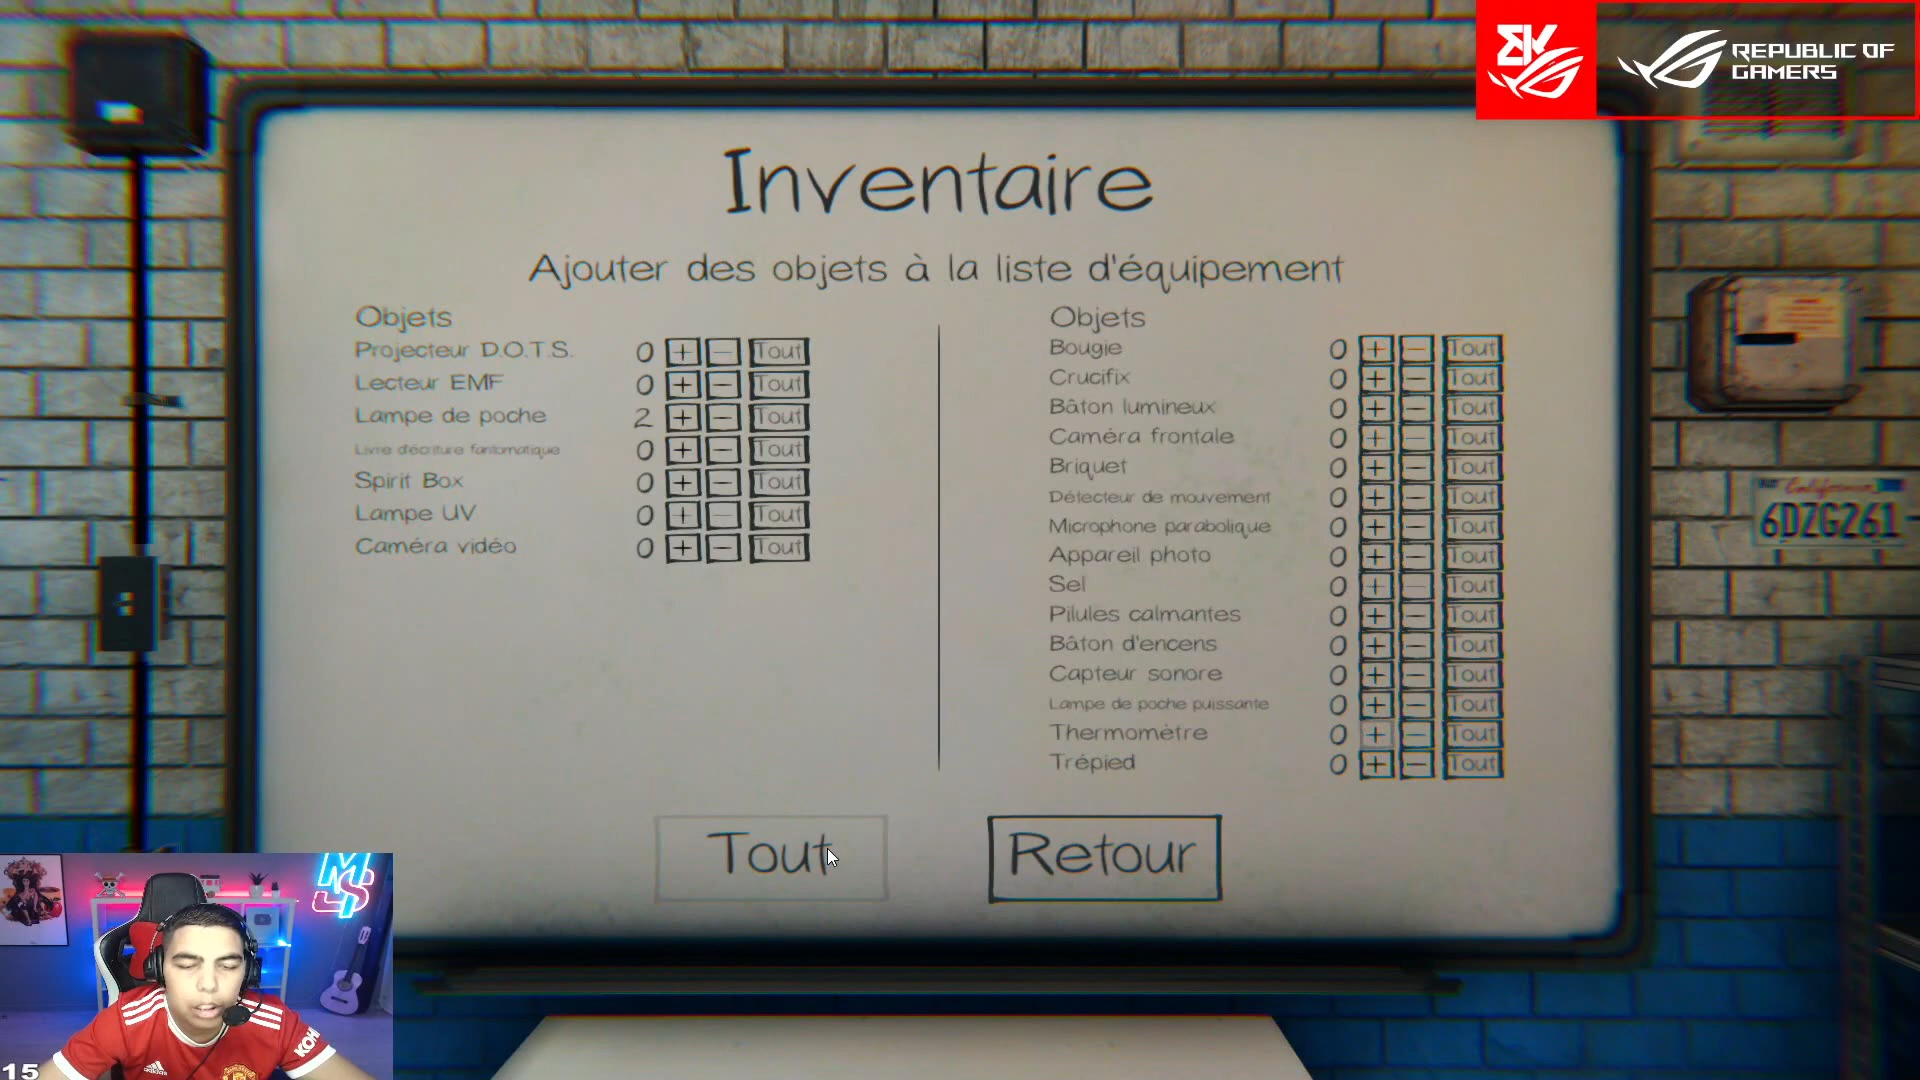 REPUBLIC OF
GAMERS
Inventaire
Ajouter des objets à la liste d'équipement
Objets
Projecteur D.O.T.S. 0 + - Tout
Lecteur EMF 0 + - Tout
Lampe de poche 2 + - Tout
Livre d'écriture fantomatique 0 + - Tout
Spirit Box 0 + - Tout
Lampe UV 0 + - Tout
Caméra vidéo 0 + - Tout
Objets
Bougie 0 + - Tout
Crucifix 0 + - Tout
Bâton lumineux 0 + - Tout
Caméra frontale 0 + - Tout
Briquet 0 + - Tout
Détecteur de mouvement 0 + - Tout
Microphone parabolique 0 + - Tout
Appareil photo 0 + - Tout
Sel 0 + - Tout
Pilules calmantes 0 + - Tout
Bâton d'encens 0 + - Tout
Capteur sonore 0 + - Tout
Lampe de poche puissante 0 + - Tout
Thermomètre 0 + - Tout
Trépied 0 + - Tout
Tout
Retour
California
6DZG261
MS
adidas
KOHL
15